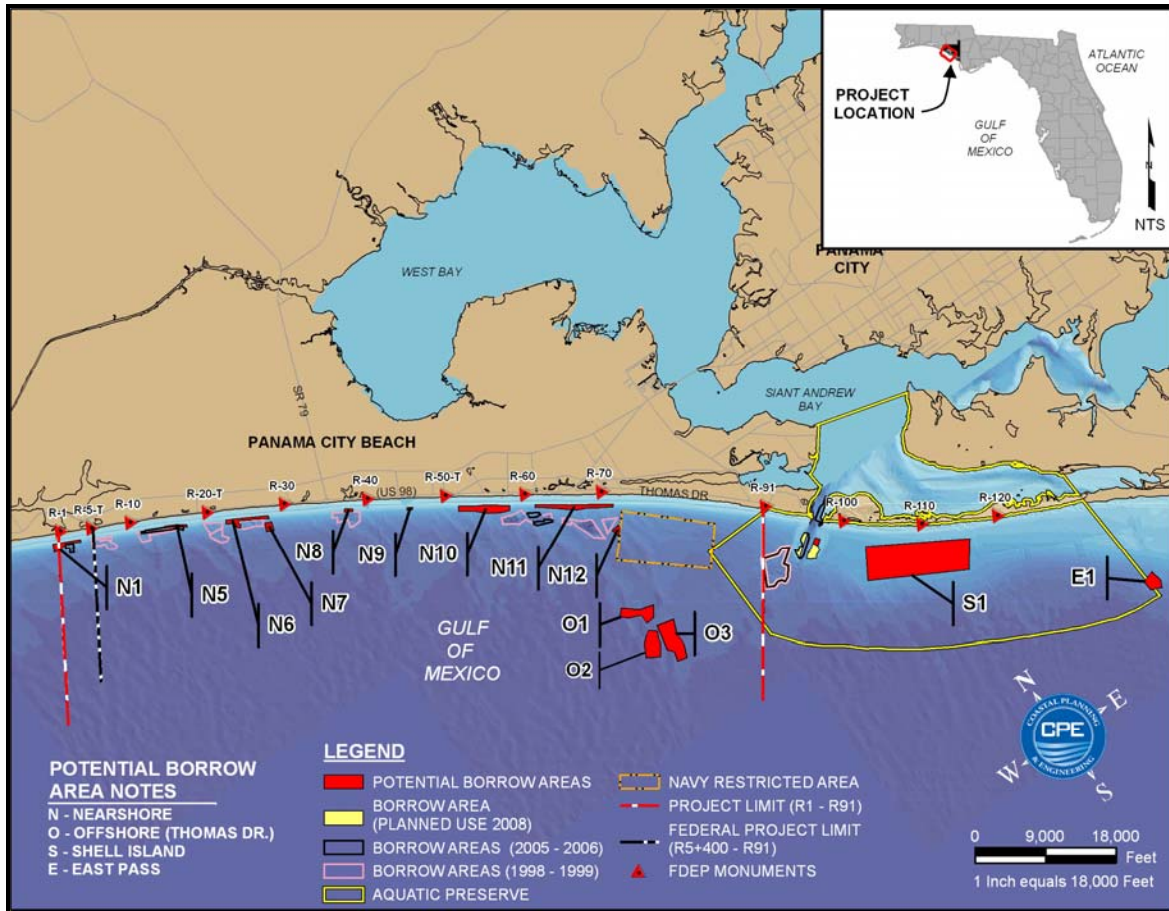 ATLANTIC
OCEAN
PROJECT
LOCATION
GULF
OF
MEXICO
N
NTS
PANAMA
CITY
WEST BAY
SR 79
SIANT ANDREW
BAY
PANAMA CITY BEACH
R-1
R-5-T
R-10
R-20-T
R-30
R-40
(US 98)
R-50-T
R-60
R-70
THOMAS DR.
R-91
R-100
R-110
R-120
N1
N5
N6
N7
N8
N9
N10
N11
N12
O1
O2
O3
S1
E1
GULF
OF
MEXICO
POTENTIAL BORROW
AREA NOTES
N - NEARSHORE
O - OFFSHORE (THOMAS DR.)
S - SHELL ISLAND
E - EAST PASS
LEGEND
POTENTIAL BORROW AREAS
BORROW AREA
(PLANNED USE 2008)
BORROW AREAS (2005 - 2006)
BORROW AREAS (1998 - 1999)
AQUATIC PRESERVE
NAVY RESTRICTED AREA
PROJECT LIMIT (R1 - R91)
FEDERAL PROJECT LIMIT
(R5+400 - R91)
FDEP MONUMENTS
N
E
W
S
COASTAL PLANNING
CPE
& ENGINEERING
0 9,000 18,000
Feet
1 Inch equals 18,000 Feet